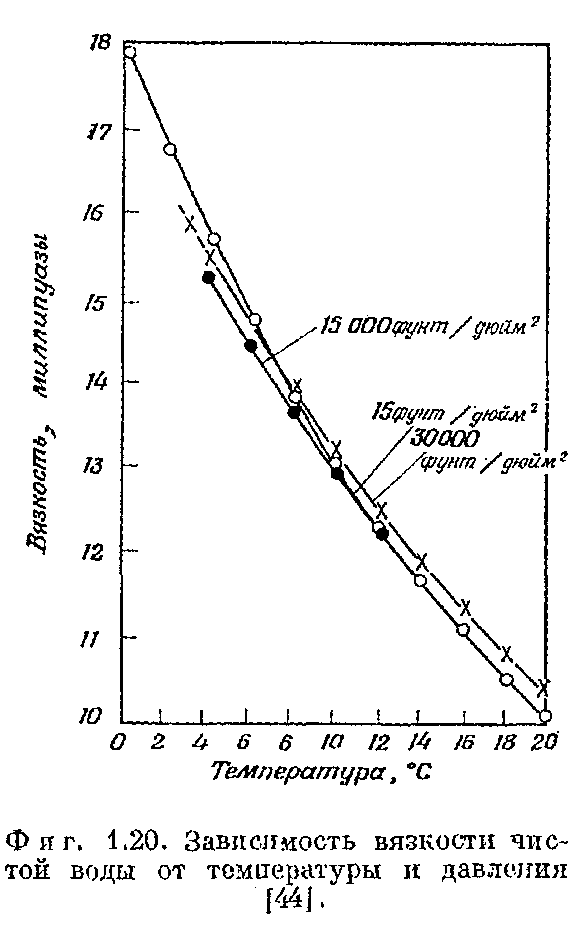 18
17
16
15
14
13
12
11
10
Вязкость, миллипуазы
15 000 фунт/дюйм²
15 фунт/дюйм²
30000
фунт/дюйм²
0 2 4 6 6 10 12 14 16 18 20
Температура, °C
Фиг. 1.20. Зависимость вязкости чис-
той воды от температуры и давления
[44].